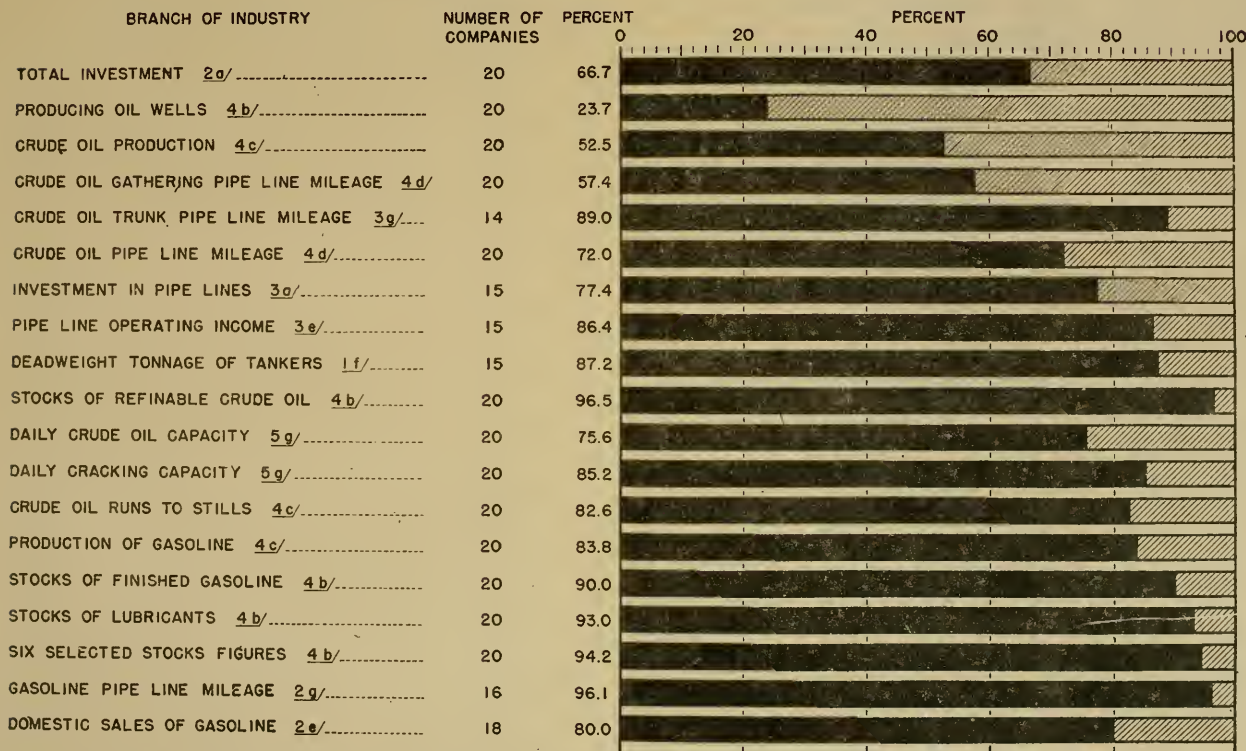 BRANCH OF INDUSTRY NUMBER OF COMPANIES PERCENT PERCENT
0 20 40 60 80 100
TOTAL INVESTMENT 2a/ 20 66.7
PRODUCING OIL WELLS 4b/ 20 23.7
CRUDE OIL PRODUCTION 4c/ 20 52.5
CRUDE OIL GATHERING PIPE LINE MILEAGE 4d/ 20 57.4
CRUDE OIL TRUNK PIPE LINE MILEAGE 3g/ 14 89.0
CRUDE OIL PIPE LINE MILEAGE 4d/ 20 72.0
INVESTMENT IN PIPE LINES 3a/ 15 77.4
PIPE LINE OPERATING INCOME 3e/ 15 86.4
DEADWEIGHT TONNAGE OF TANKERS 1f/ 15 87.2
STOCKS OF REFINABLE CRUDE OIL 4b/ 20 96.5
DAILY CRUDE OIL CAPACITY 5g/ 20 75.6
DAILY CRACKING CAPACITY 5g/ 20 85.2
CRUDE OIL RUNS TO STILLS 4c/ 20 82.6
PRODUCTION OF GASOLINE 4c/ 20 83.8
STOCKS OF FINISHED GASOLINE 4b/ 20 90.0
STOCKS OF LUBRICANTS 4b/ 20 93.0
SIX SELECTED STOCKS FIGURES 4b/ 20 94.2
GASOLINE PIPE LINE MILEAGE 2g/ 16 96.1
DOMESTIC SALES OF GASOLINE 2e/ 18 80.0